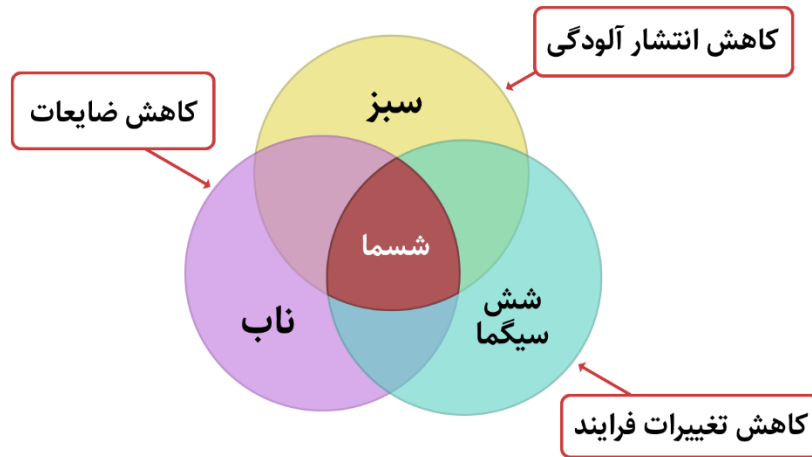 کاهش انتشار آلودگی
سبز
کاهش ضایعات
شسما
ناب
شش
سیگما
کاهش تغییرات فرایند